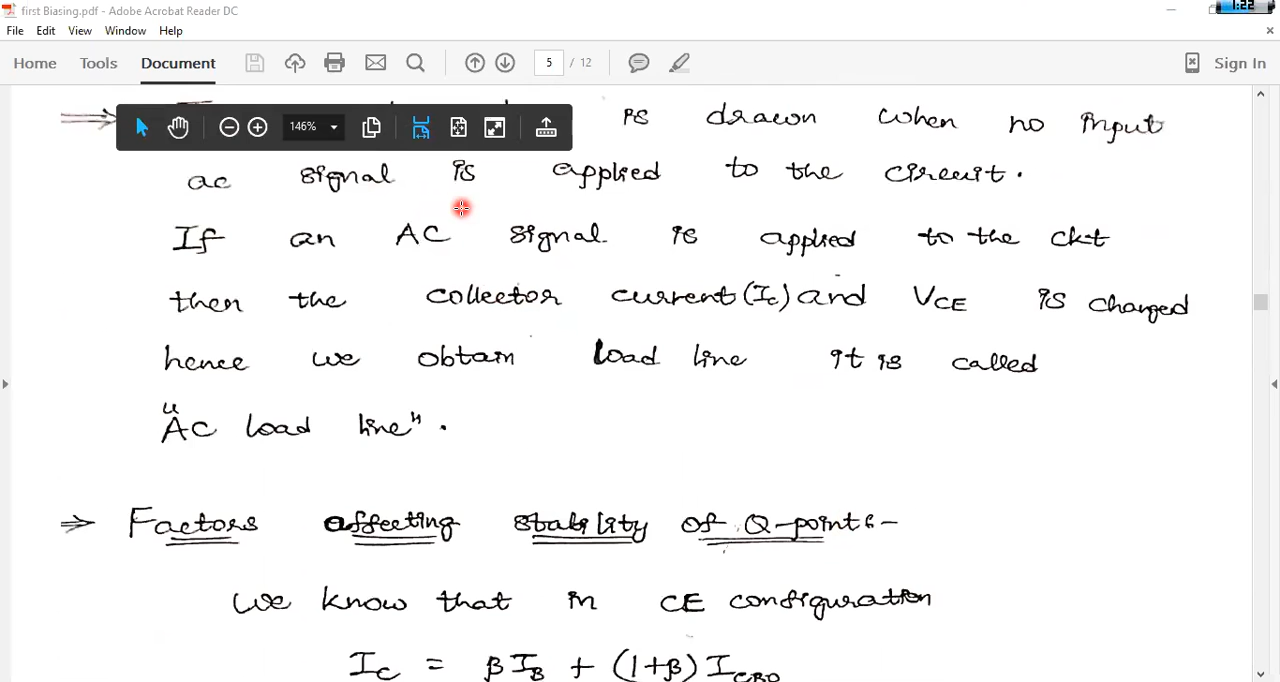 first Biasing.pdf - Adobe Acrobat Reader DC
1:22
File Edit View Window Help
Home Tools Document 5 / 12 Sign In
146%
is drawn when no input
ac signal is applied to the circuit.
If an AC signal is applied to the ckt
then the collector current (Ic) and VCE is charged
hence we obtain load line it is called
"AC load line".
⇒ Factors affecting stability of Q-point:-
we know that in CE configuration
IC = βIB + (1+β) ICBO